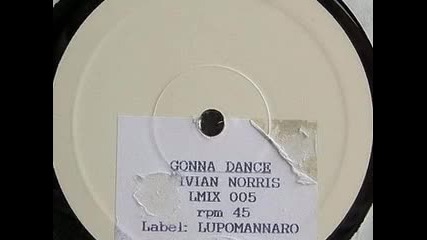 GONNA DANCE
IVIAN NORRIS
LMIX 005
rpm 45
Label: LUPOMANNARO